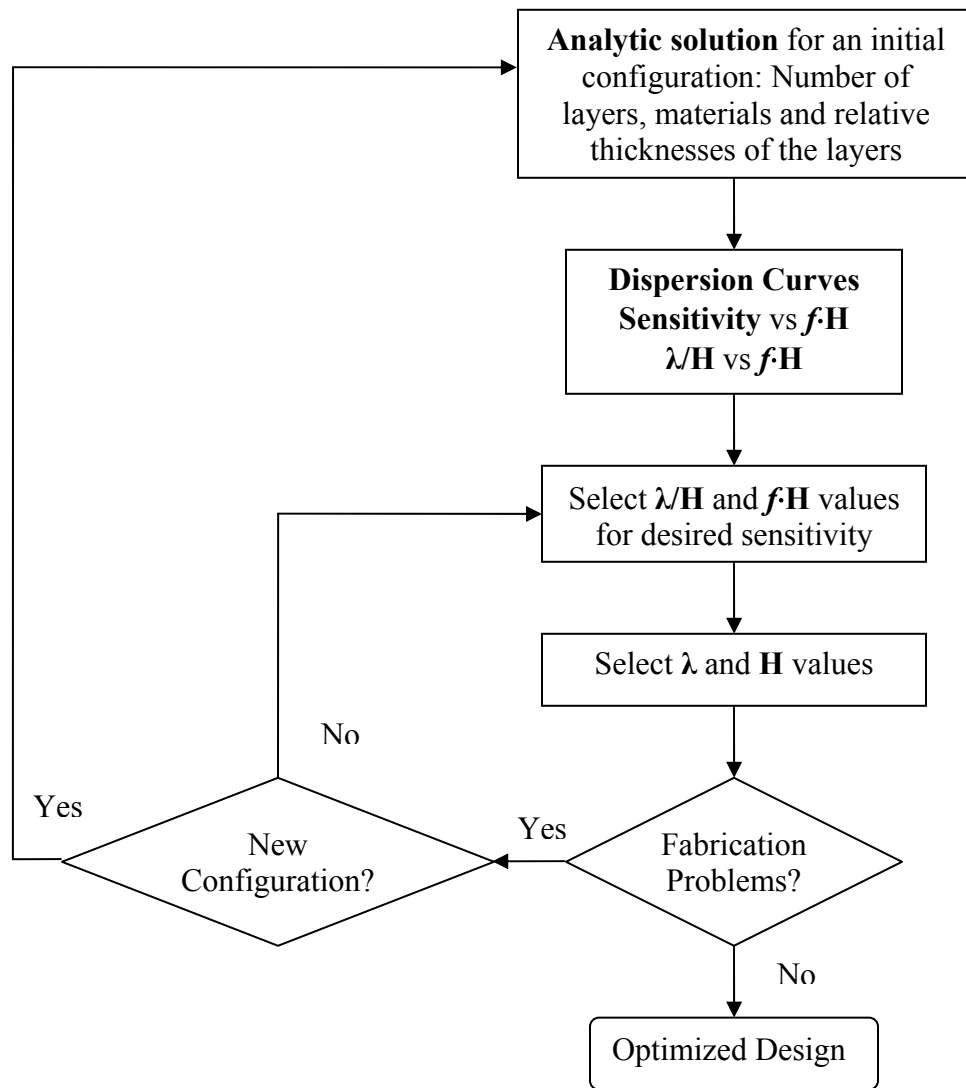 Analytic solution for an initial
configuration: Number of
layers, materials and relative
thicknesses of the layers
Dispersion Curves
Sensitivity vs f·H
λ/H vs f·H
Select λ/H and f·H values
for desired sensitivity
Select λ and H values
No
Yes
New
Configuration?
Yes
Fabrication
Problems?
No
Optimized Design